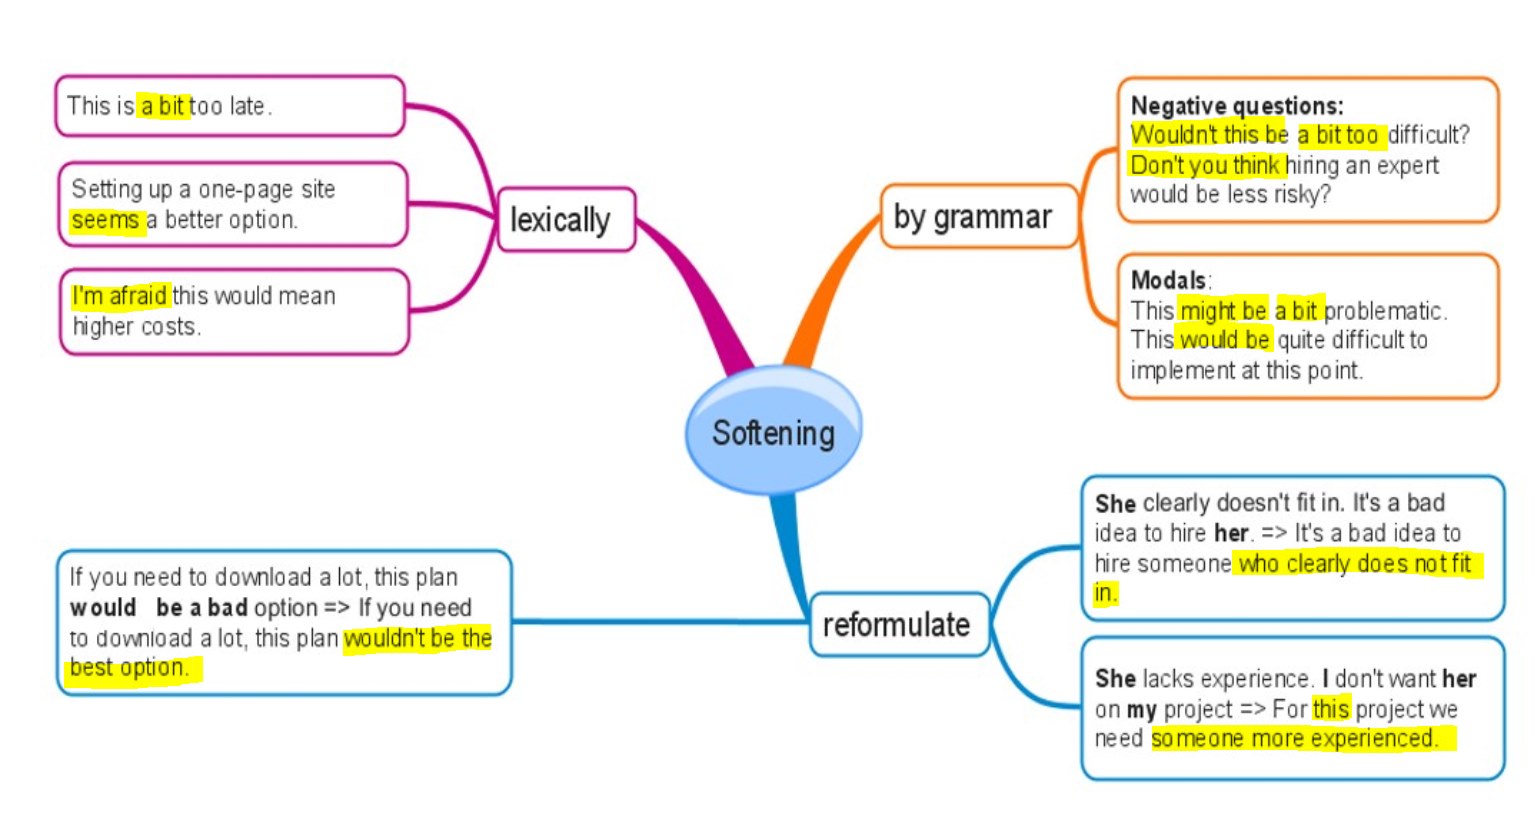 This is a bit too late.
Setting up a one-page site
seems a better option.
I'm afraid this would mean
higher costs.
lexically
by grammar
Negative questions:
Wouldn't this be a bit too difficult?
Don't you think hiring an expert
would be less risky?
Modals:
This might be a bit problematic.
This would be quite difficult to
implement at this point.
Softening
If you need to download a lot, this plan
would be a bad option => If you need
to download a lot, this plan wouldn't be the
best option.
reformulate
She clearly doesn't fit in. It's a bad
idea to hire her. => It's a bad idea to
hire someone who clearly does not fit
in.
She lacks experience. I don't want her
on my project => For this project we
need someone more experienced.